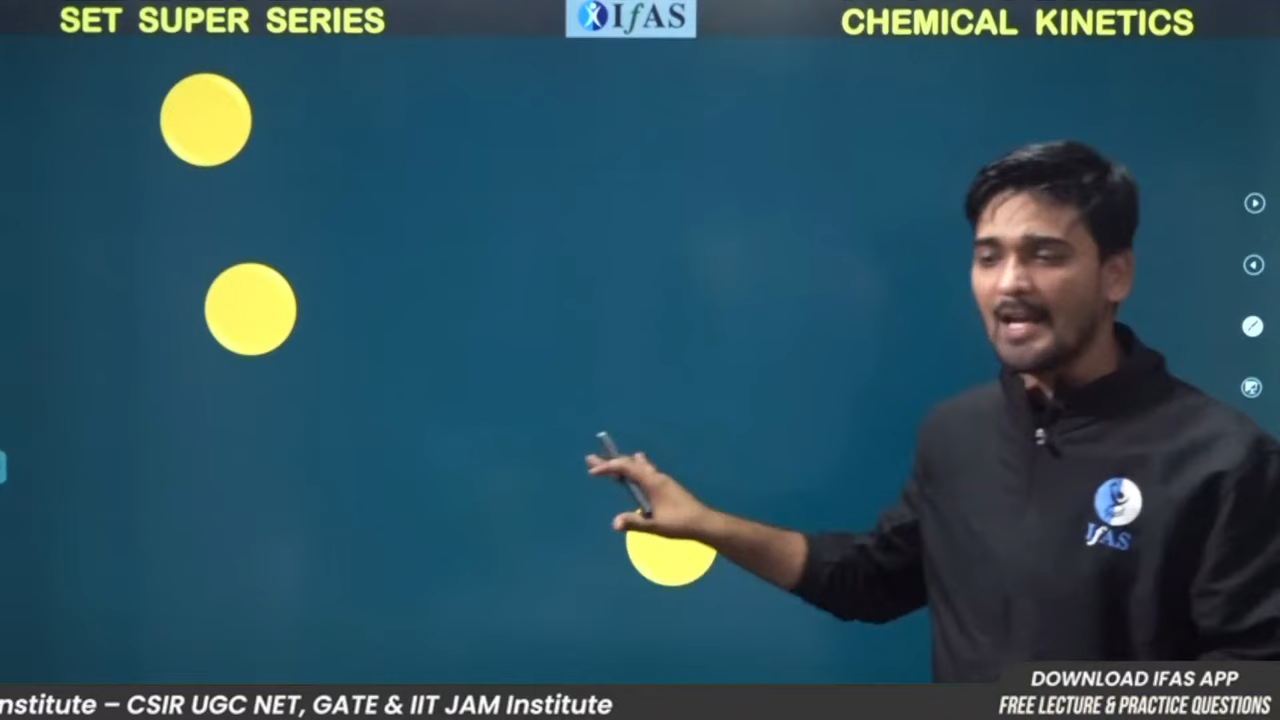 SET SUPER SERIES
IfAS
CHEMICAL KINETICS
IfAS
DOWNLOAD IFAS APP
nstitute – CSIR UGC NET, GATE & IIT JAM Institute
FREE LECTURE & PRACTICE QUESTIONS